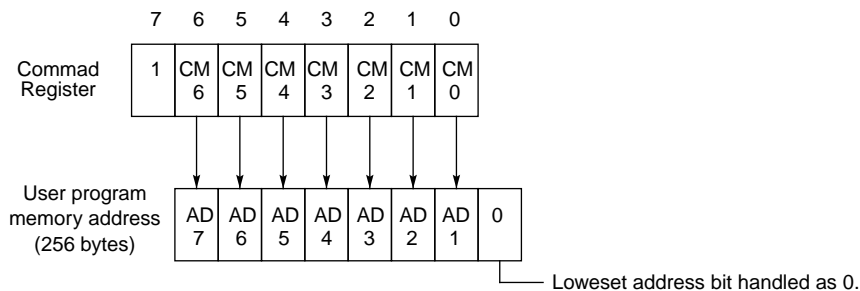 7 6 5 4 3 2 1 0
Commad
Register
1 CM CM CM CM CM CM CM
6 5 4 3 2 1 0
User program
memory address
(256 bytes)
AD AD AD AD AD AD AD 0
7 6 5 4 3 2 1
Loweset address bit handled as 0.